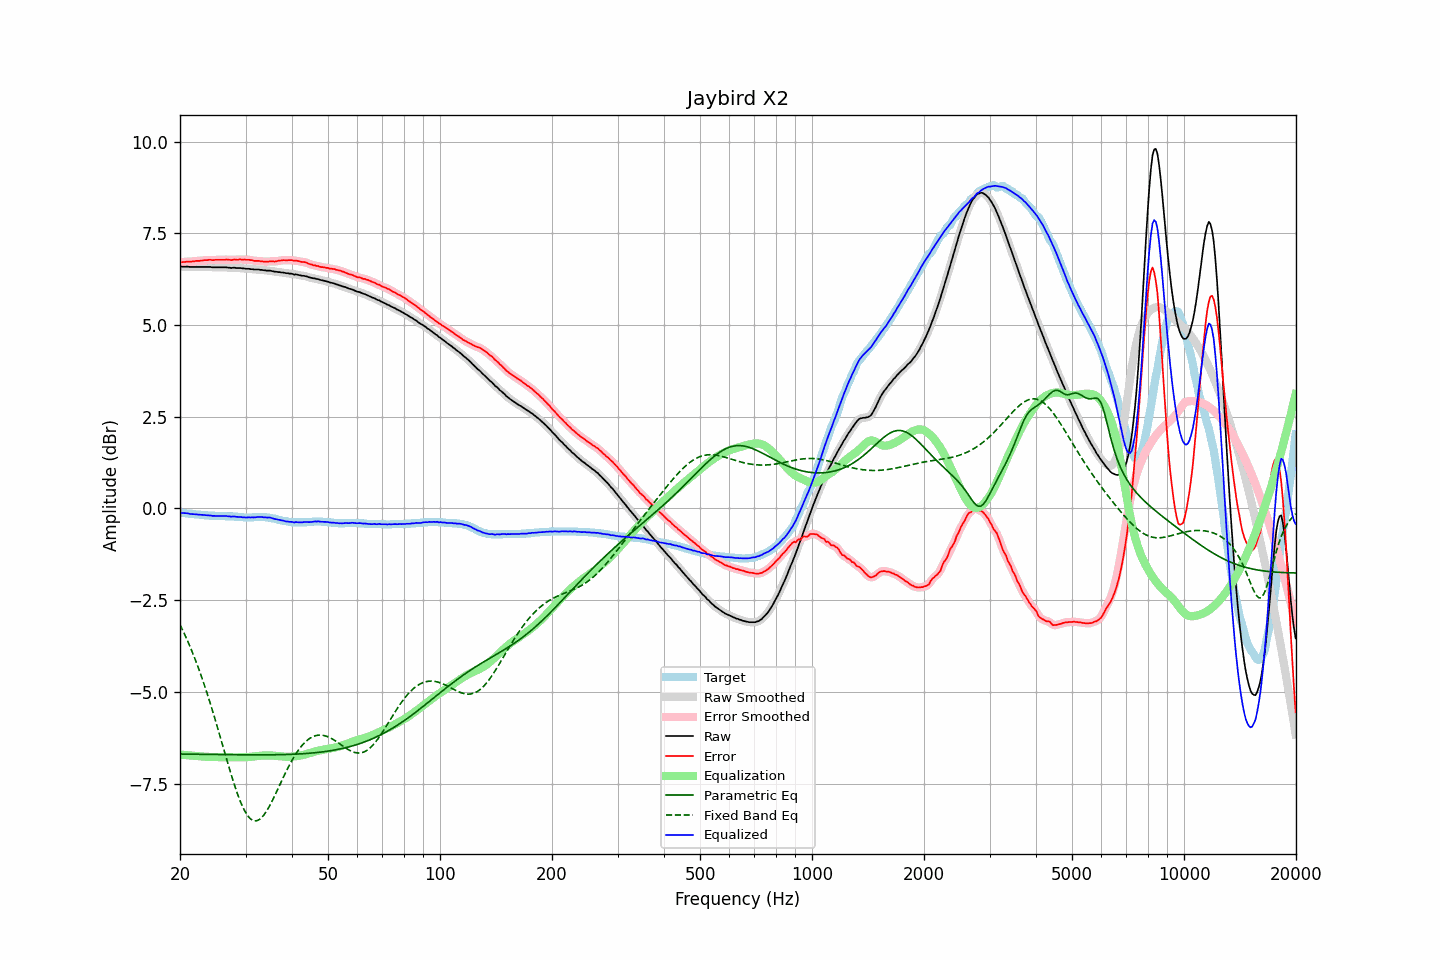 Jaybird X2
10.0
7.5
5.0
2.5
0.0
−2.5
−5.0
−7.5
Amplitude (dBr)
Target
Raw Smoothed
Error Smoothed
Raw
Error
Equalization
Parametric Eq
Fixed Band Eq
Equalized
20 50 100 200 500 1000 2000 5000 10000 20000
Frequency (Hz)